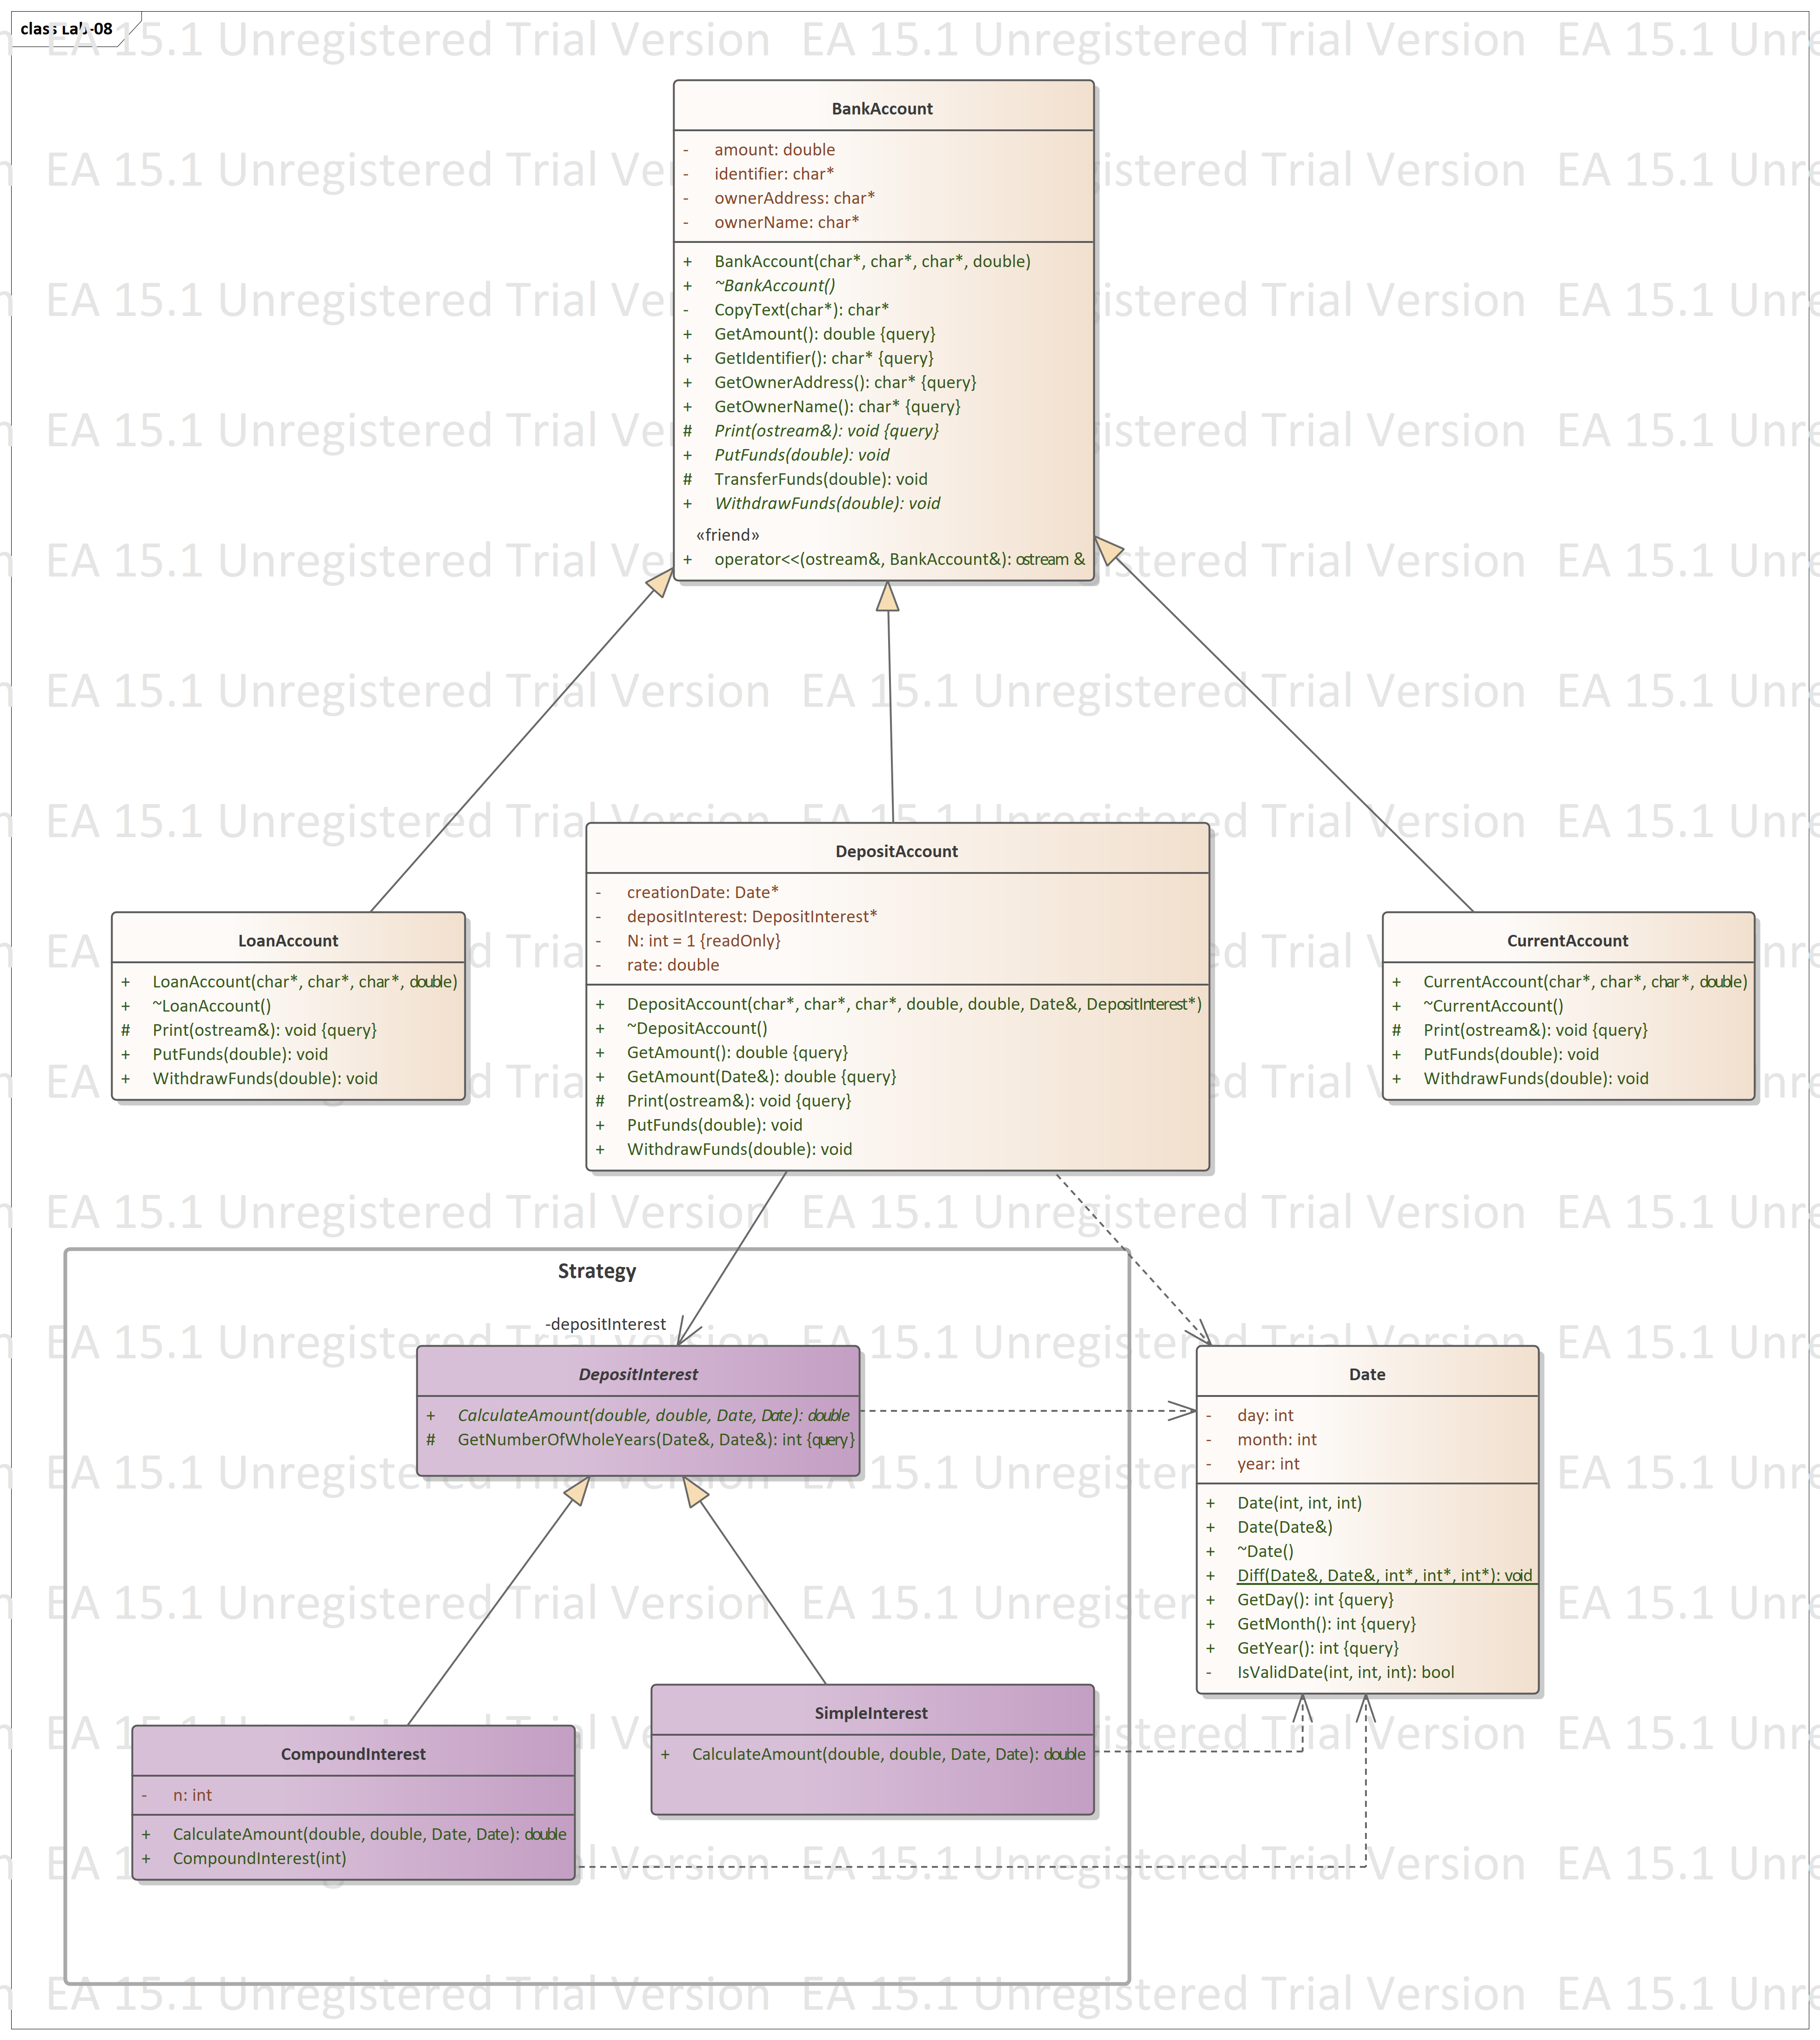 class Lab-08
BankAccount
- amount: double
- identifier: char*
- ownerAddress: char*
- ownerName: char*
+ BankAccount(char*, char*, char*, double)
+ ~BankAccount()
- CopyText(char*): char*
+ GetAmount(): double {query}
+ GetIdentifier(): char* {query}
+ GetOwnerAddress(): char* {query}
+ GetOwnerName(): char* {query}
# Print(ostream&): void {query}
+ PutFunds(double): void
# TransferFunds(double): void
+ WithdrawFunds(double): void
«friend»
+ operator<<(ostream&, BankAccount&): ostream &
LoanAccount
+ LoanAccount(char*, char*, char*, double)
+ ~LoanAccount()
# Print(ostream&): void {query}
+ PutFunds(double): void
+ WithdrawFunds(double): void
DepositAccount
- creationDate: Date*
- depositInterest: DepositInterest*
- N: int = 1 {readOnly}
- rate: double
+ DepositAccount(char*, char*, char*, double, double, Date&, DepositInterest*)
+ ~DepositAccount()
+ GetAmount(): double {query}
+ GetAmount(Date&): double {query}
# Print(ostream&): void {query}
+ PutFunds(double): void
+ WithdrawFunds(double): void
CurrentAccount
+ CurrentAccount(char*, char*, char*, double)
+ ~CurrentAccount()
# Print(ostream&): void {query}
+ PutFunds(double): void
+ WithdrawFunds(double): void
Strategy
-depositInterest
DepositInterest
+ CalculateAmount(double, double, Date, Date): double
# GetNumberOfWholeYears(Date&, Date&): int {query}
Date
- day: int
- month: int
- year: int
+ Date(int, int, int)
+ Date(Date&)
+ ~Date()
+ Diff(Date&, Date&, int*, int*, int*): void
+ GetDay(): int {query}
+ GetMonth(): int {query}
+ GetYear(): int {query}
- IsValidDate(int, int, int): bool
SimpleInterest
+ CalculateAmount(double, double, Date, Date): double
CompoundInterest
- n: int
+ CalculateAmount(double, double, Date, Date): double
+ CompoundInterest(int)
EA 15.1 Unregistered Trial Version